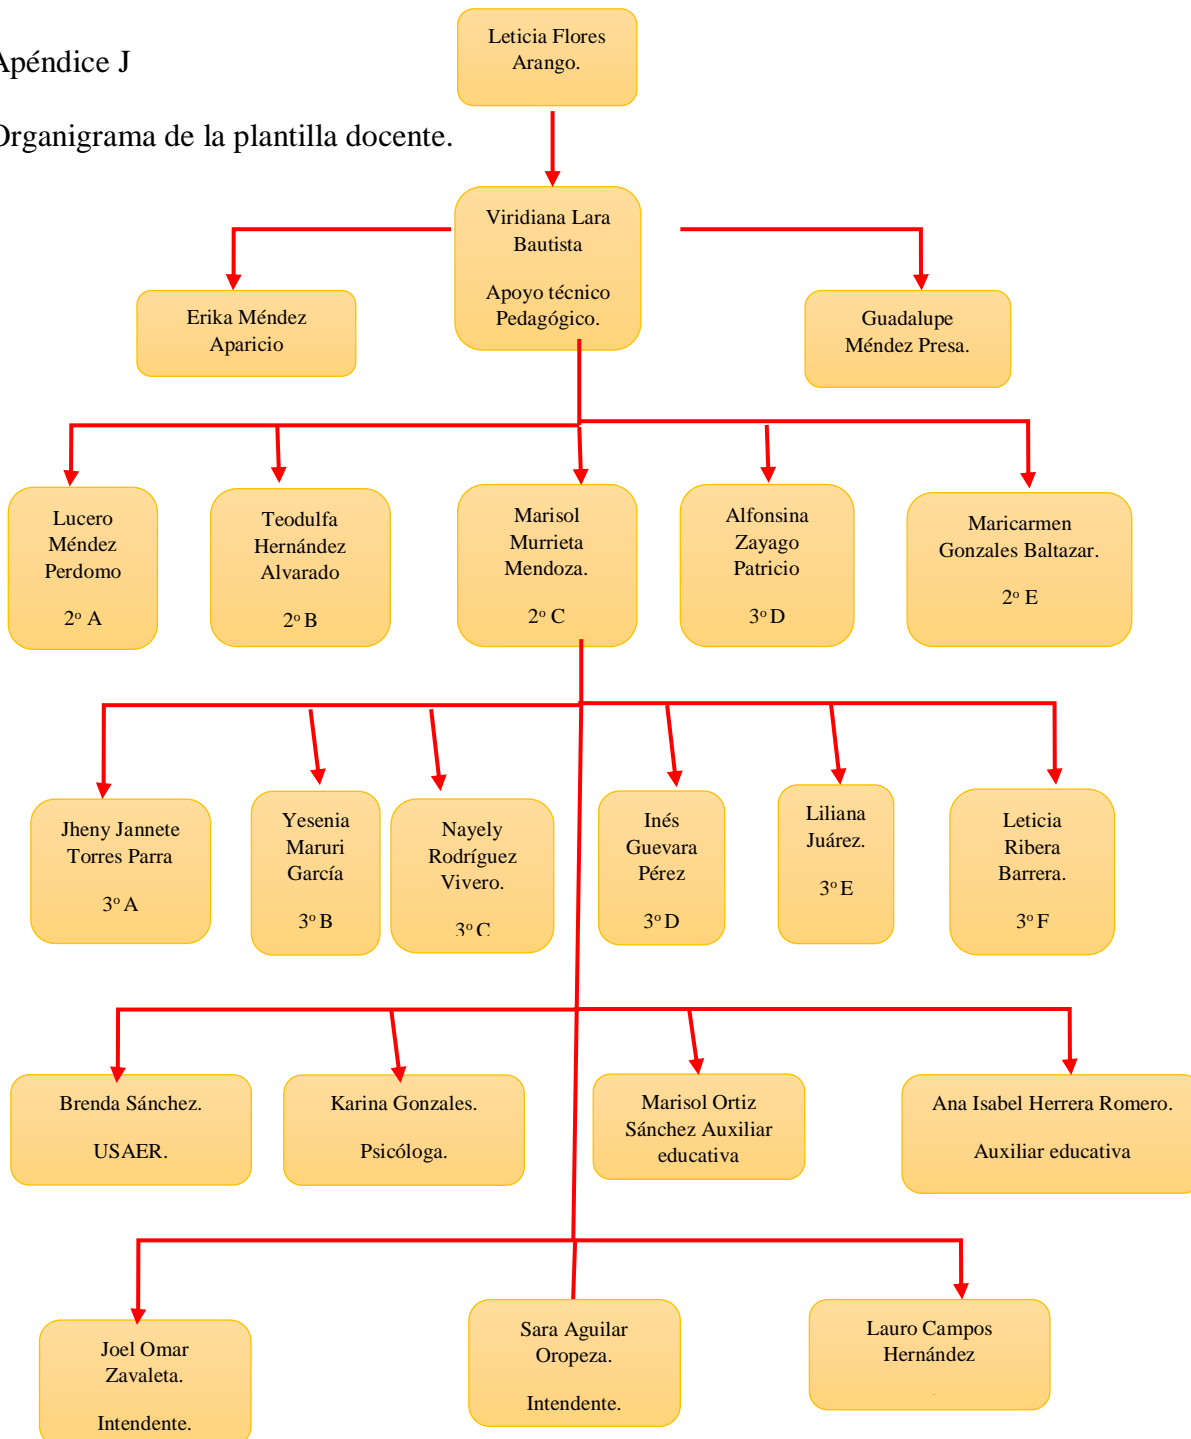 Leticia Flores
Arango.
Apéndice J
Organigrama de la plantilla docente.
Viridiana Lara
Bautista
Apoyo técnico
Pedagógico.
Erika Méndez
Aparicio
Guadalupe
Méndez Presa.
Lucero
Méndez
Perdomo
2º A
Teodulfa
Hernández
Alvarado
2º B
Marisol
Murrieta
Mendoza.
2º C
Alfonsina
Zayago
Patricio
3º D
Maricarmen
Gonzales Baltazar.
2º E
Jheny Jannete
Torres Parra
3º A
Yesenia
Maruri
García
3º B
Nayely
Rodríguez
Vivero.
3º C
Inés
Guevara
Pérez
3º D
Liliana
Juárez.
3º E
Leticia
Ribera
Barrera.
3º F
Brenda Sánchez.
USAER.
Karina Gonzales.
Psicóloga.
Marisol Ortiz
Sánchez Auxiliar
educativa
Ana Isabel Herrera Romero.
Auxiliar educativa
Joel Omar
Zavaleta.
Intendente.
Sara Aguilar
Oropeza.
Intendente.
Lauro Campos
Hernández